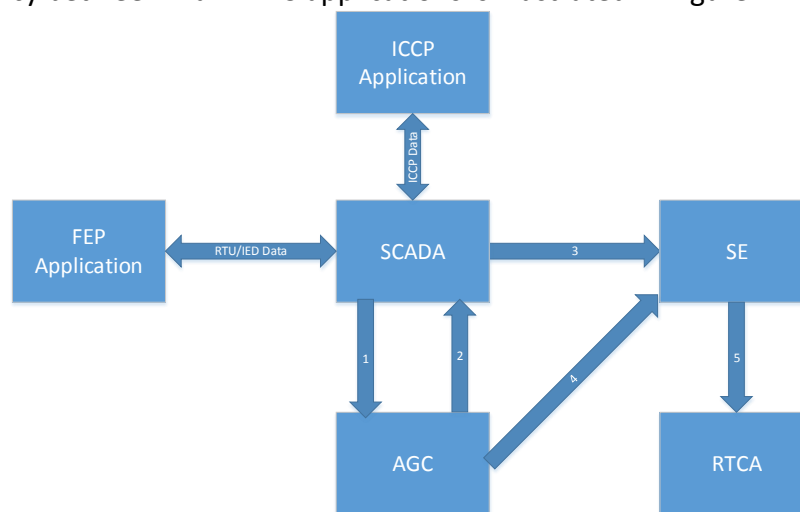 ICCP
Application
ICCP Data
FEP
Application
RTU/IED Data
SCADA
3
SE
1
2
4
5
AGC
RTCA